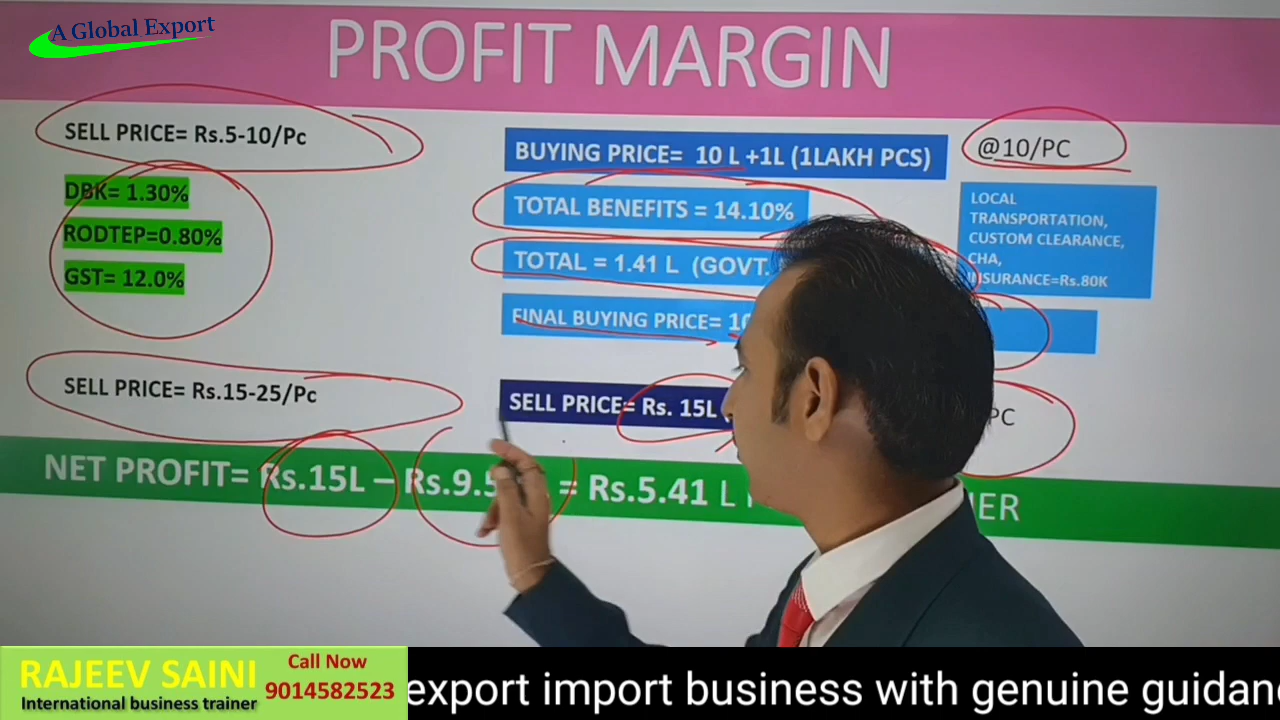 A Global Export
PROFIT MARGIN
SELL PRICE= Rs.5-10/Pc
DBK= 1.30%
RODTEP=0.80%
GST= 12.0%
SELL PRICE= Rs.15-25/Pc
BUYING PRICE= 10 L +1L (1LAKH PCS)
TOTAL BENEFITS = 14.10%
TOTAL = 1.41 L (GOVT.
FINAL BUYING PRICE=
SELL PRICE= Rs. 15L
@10/PC
LOCAL
TRANSPORTATION,
CUSTOM CLEARANCE,
CHA,
INSURANCE=Rs.80K
PC
NET PROFIT= Rs.15L – Rs.9.5 = Rs.5.41 L
RAJEEV SAINI
International business trainer
Call Now
9014582523
export import business with genuine